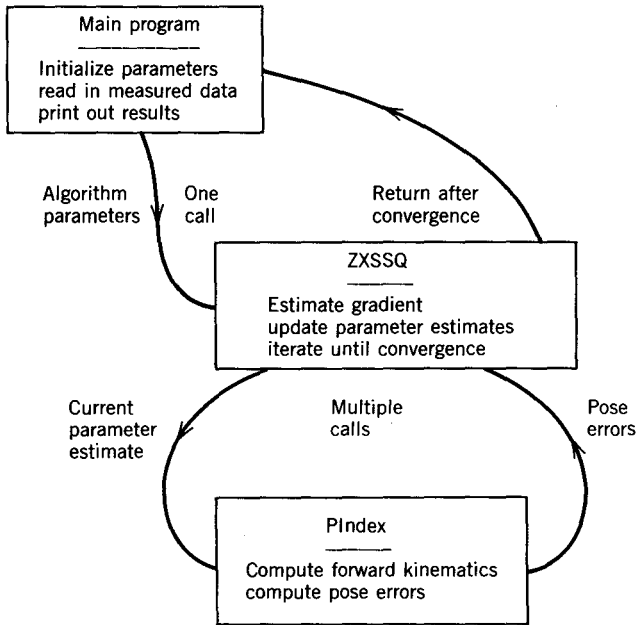 Main program
Initialize parameters
read in measured data
print out results
Algorithm
parameters
One
call
Return after
convergence
ZXSSQ
Estimate gradient
update parameter estimates
iterate until convergence
Current
parameter
estimate
Multiple
calls
Pose
errors
PIndex
Compute forward kinematics
compute pose errors